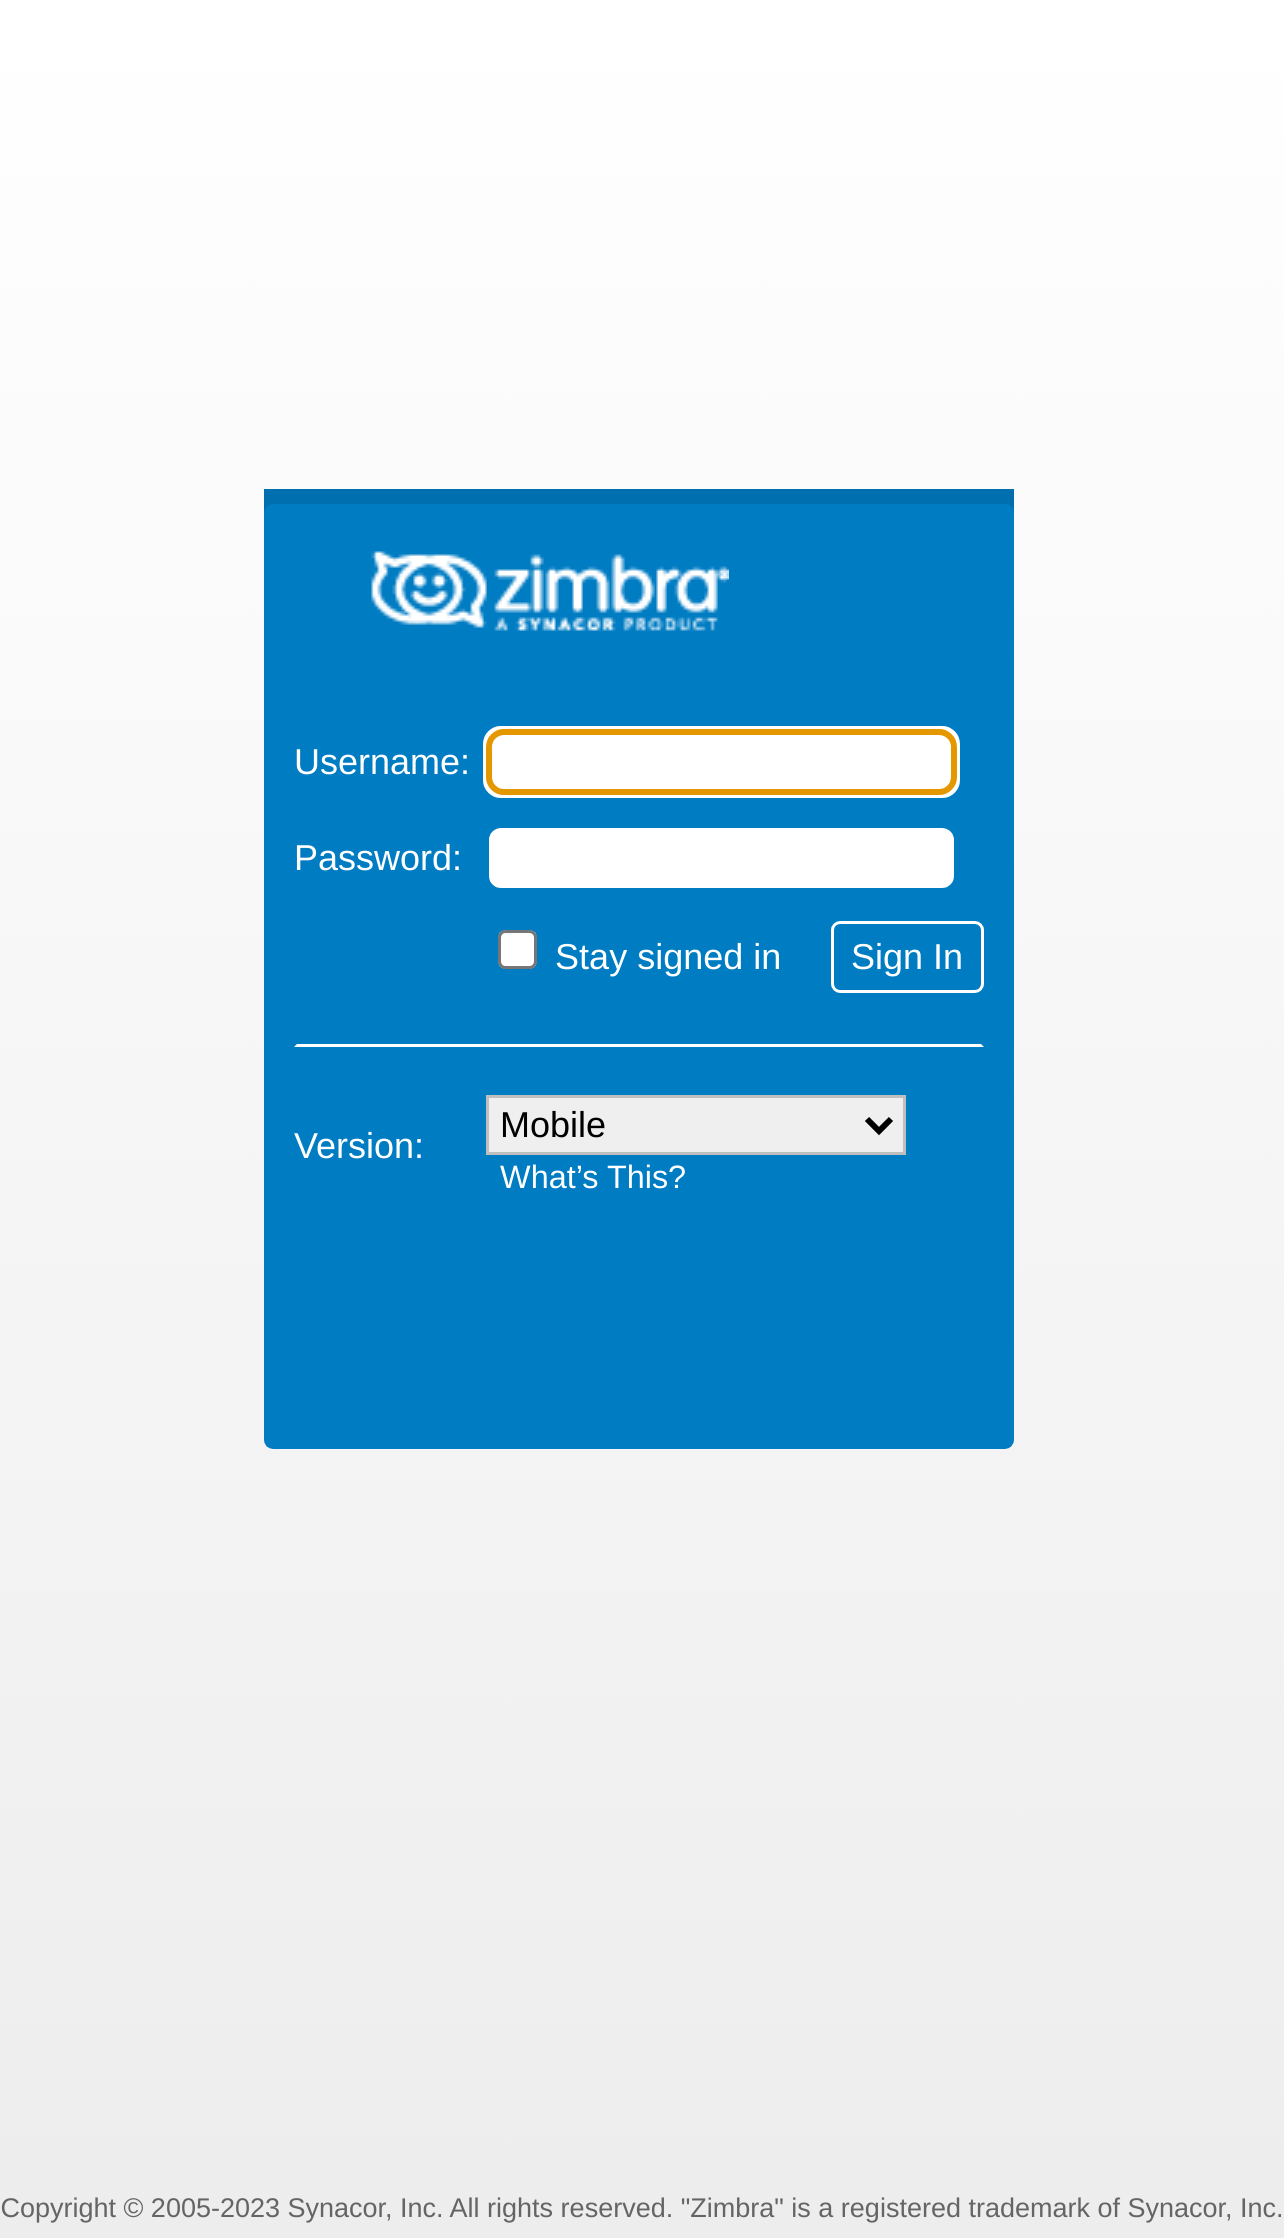 zimbra®
A SYNACOR PRODUCT
Username:
Password:
Stay signed in
Sign In
Version:
Mobile
What’s This?
Copyright © 2005-2023 Synacor, Inc. All rights reserved. "Zimbra" is a registered trademark of Synacor, Inc.